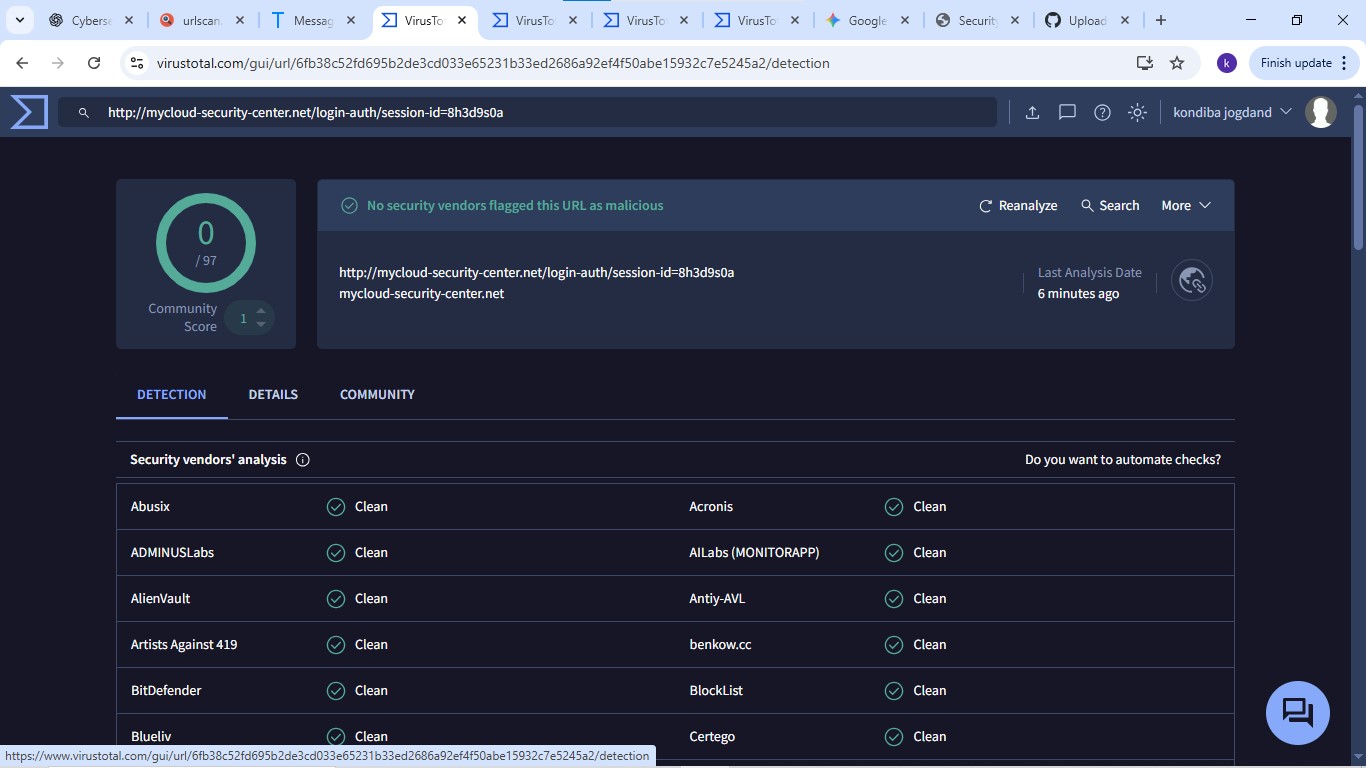 Cyberse
urlscan.
Messag
VirusTo
VirusTo
VirusTo
VirusTo
Google
Security
Upload
virustotal.com/gui/url/6fb38c52fd695b2de3cd033e65231b33ed2686a92ef4f50abe15932c7e5245a2/detection
k
Finish update
http://mycloud-security-center.net/login-auth/session-id=8h3d9s0a
kondiba jogdand
0
/ 97
Community
Score
1
No security vendors flagged this URL as malicious
Reanalyze
Search
More
http://mycloud-security-center.net/login-auth/session-id=8h3d9s0a
mycloud-security-center.net
Last Analysis Date
6 minutes ago
DETECTION
DETAILS
COMMUNITY
Security vendors' analysis
Do you want to automate checks?
Abusix Clean Acronis Clean
ADMINUSLabs Clean AILabs (MONITORAPP) Clean
AlienVault Clean Antiy-AVL Clean
Artists Against 419 Clean benkow.cc Clean
BitDefender Clean BlockList Clean
Blueliv Clean Certego Clean
https://www.virustotal.com/gui/url/6fb38c52fd695b2de3cd033e65231b33ed2686a92ef4f50abe15932c7e5245a2/detection